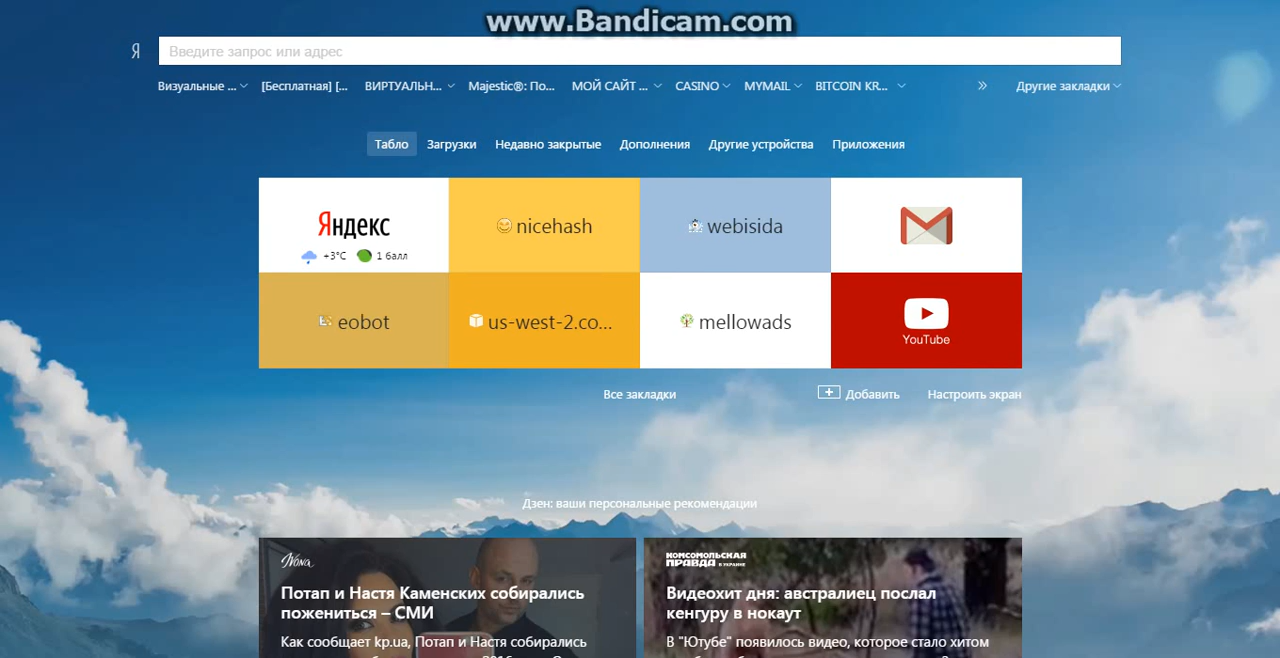 www.Bandicam.com
Я Введите запрос или адрес
Визуальные ... [Бесплатная] [... ВИРТУАЛЬН... Majestic®: По... МОЙ САЙТ ... CASINO MYMAIL BITCOIN KR... » Другие закладки
Табло Загрузки Недавно закрытые Дополнения Другие устройства Приложения
Яндекс nicehash webisida
+3°C 1 балл
eobot us-west-2.co... mellowads YouTube
Все закладки Добавить Настроить экран
Дзен: ваши персональные рекомендации
Nona
Потап и Настя Каменских собирались
пожениться – СМИ
Как сообщает kp.ua, Потап и Настя собирались
КОМСОМОЛЬСКАЯ
ПРАВДА В УКРАИНЕ
Видеохит дня: австралиец послал
кенгуру в нокаут
В "Ютубе" появилось видео, которое стало хитом